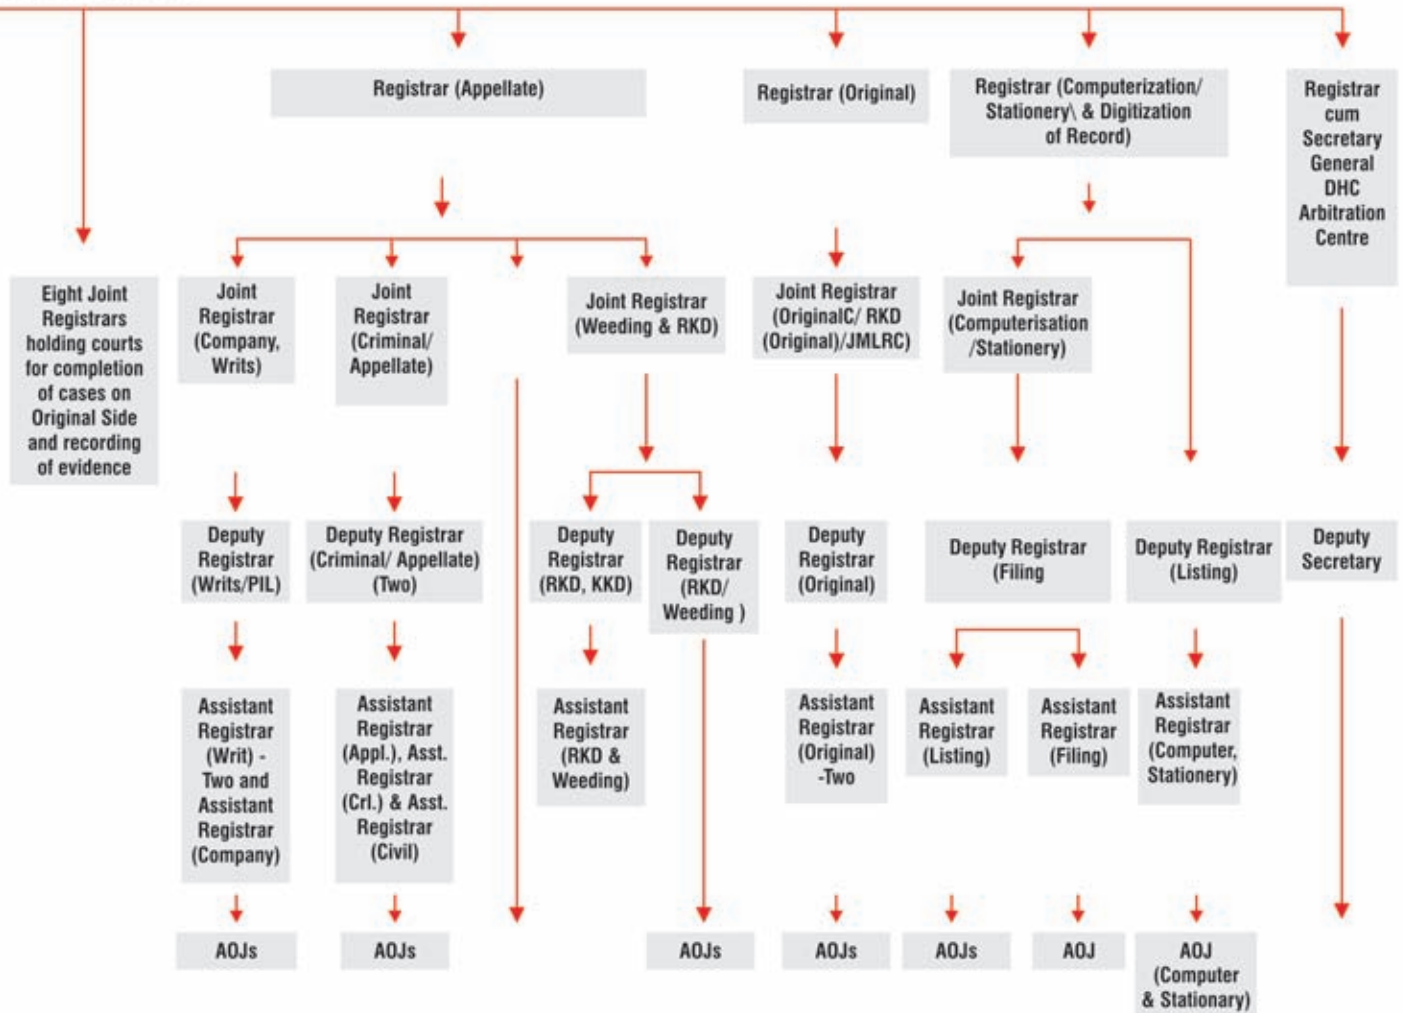 Registrar (Appellate)
Registrar (Original)
Registrar (Computerization/
Stationery\ & Digitization
of Record)
Registrar
cum
Secretary
General
DHC
Arbitration
Centre
Eight Joint
Registrars
holding courts
for completion
of cases on
Original Side
and recording
of evidence
Joint
Registrar
(Company,
Writs)
Joint
Registrar
(Criminal/
Appellate)
Joint Registrar
(Weeding & RKD)
Joint Registrar
(OriginalC/ RKD
(Original)/JMLRC)
Joint Registrar
(Computerisation
/Stationery)
Deputy
Registrar
(Writs/PIL)
Deputy Registrar
(Criminal/ Appellate)
(Two)
Deputy
Registrar
(RKD, KKD)
Deputy
Registrar
(RKD/
Weeding )
Deputy
Registrar
(Original)
Deputy Registrar
(Filing
Deputy Registrar
(Listing)
Deputy
Secretary
Assistant
Registrar
(Writ) -
Two and
Assistant
Registrar
(Company)
Assistant
Registrar
(Appl.), Asst.
Registrar
(Crl.) & Asst.
Registrar
(Civil)
Assistant
Registrar
(RKD &
Weeding)
Assistant
Registrar
(Original)
-Two
Assistant
Registrar
(Listing)
Assistant
Registrar
(Filing)
Assistant
Registrar
(Computer,
Stationery)
AOJs
AOJs
AOJs
AOJs
AOJs
AOJ
AOJ
(Computer
& Stationary)